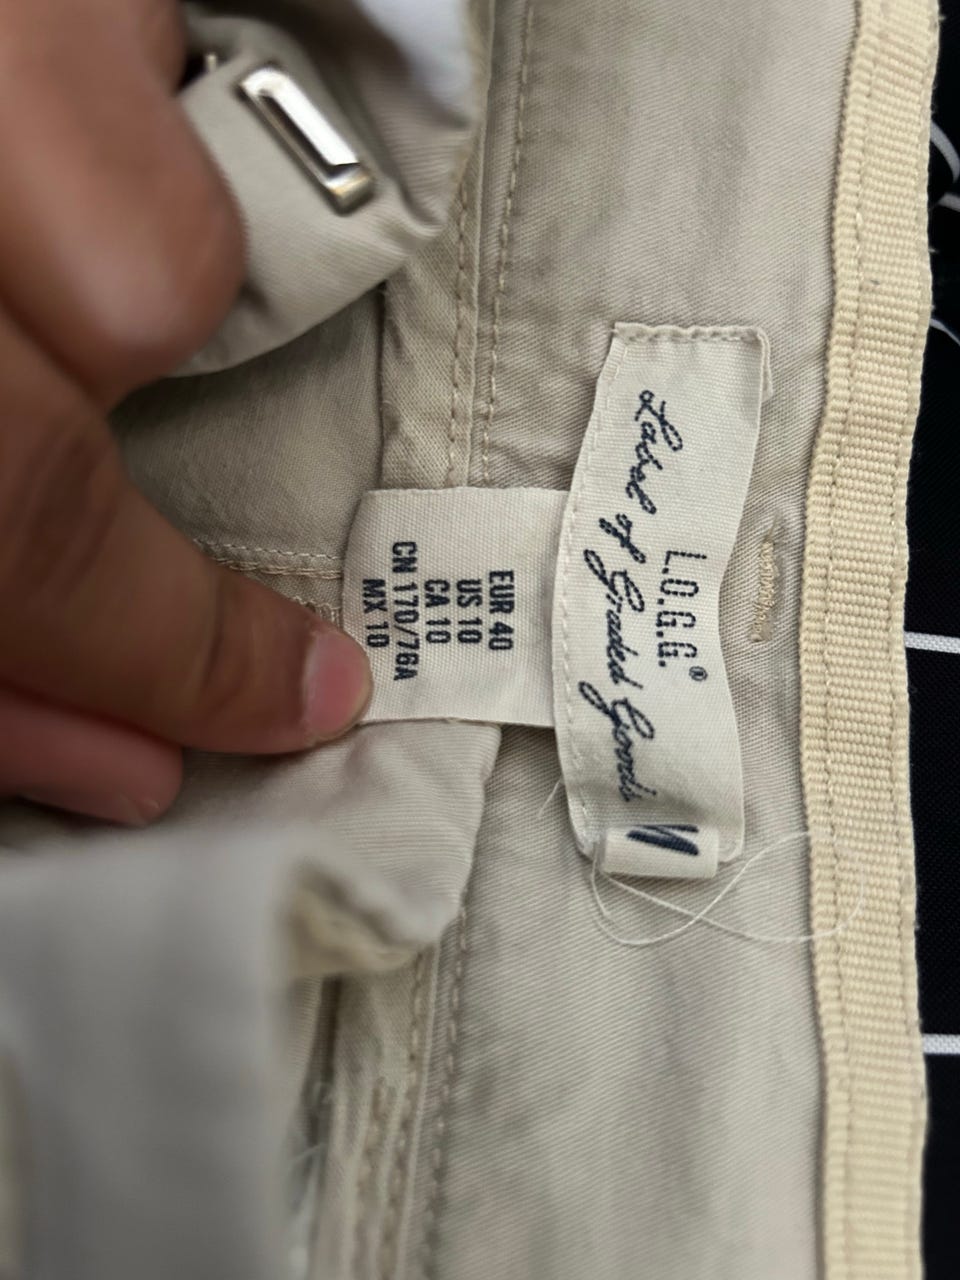 L.O.G.G.®
Label of Graded Goods
EUR 40
US 10
CA 10
CN 170/76A
MX 10